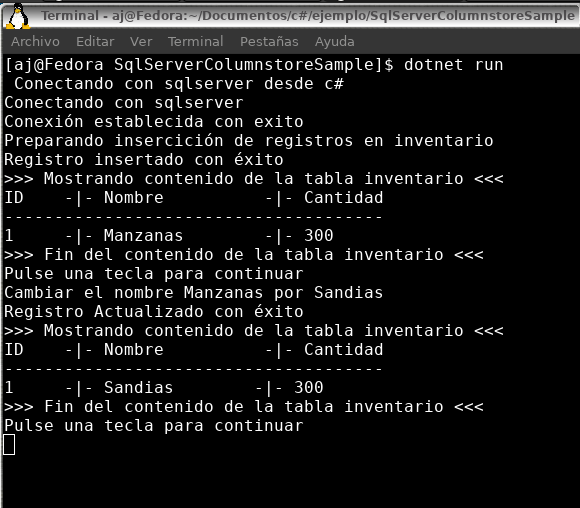 Terminal - aj@Fedora:~/Documentos/c#/ejemplo/SqlServerColumnstoreSample
Archivo Editar Ver Terminal Pestañas Ayuda
[aj@Fedora SqlServerColumnstoreSample]$ dotnet run
 Conectando con sqlserver desde c#
Conectando con sqlserver
Conexión establecida con exito
Preparando insercición de registros en inventario
Registro insertado con éxito
>>> Mostrando contenido de la tabla inventario <<<
ID    -|- Nombre          -|- Cantidad
--------------------------------------
1     -|- Manzanas        -|- 300
>>> Fin del contenido de la tabla inventario <<<
Pulse una tecla para continuar
Cambiar el nombre Manzanas por Sandias
Registro Actualizado con éxito
>>> Mostrando contenido de la tabla inventario <<<
ID    -|- Nombre          -|- Cantidad
--------------------------------------
1     -|- Sandias        -|- 300
>>> Fin del contenido de la tabla inventario <<<
Pulse una tecla para continuar